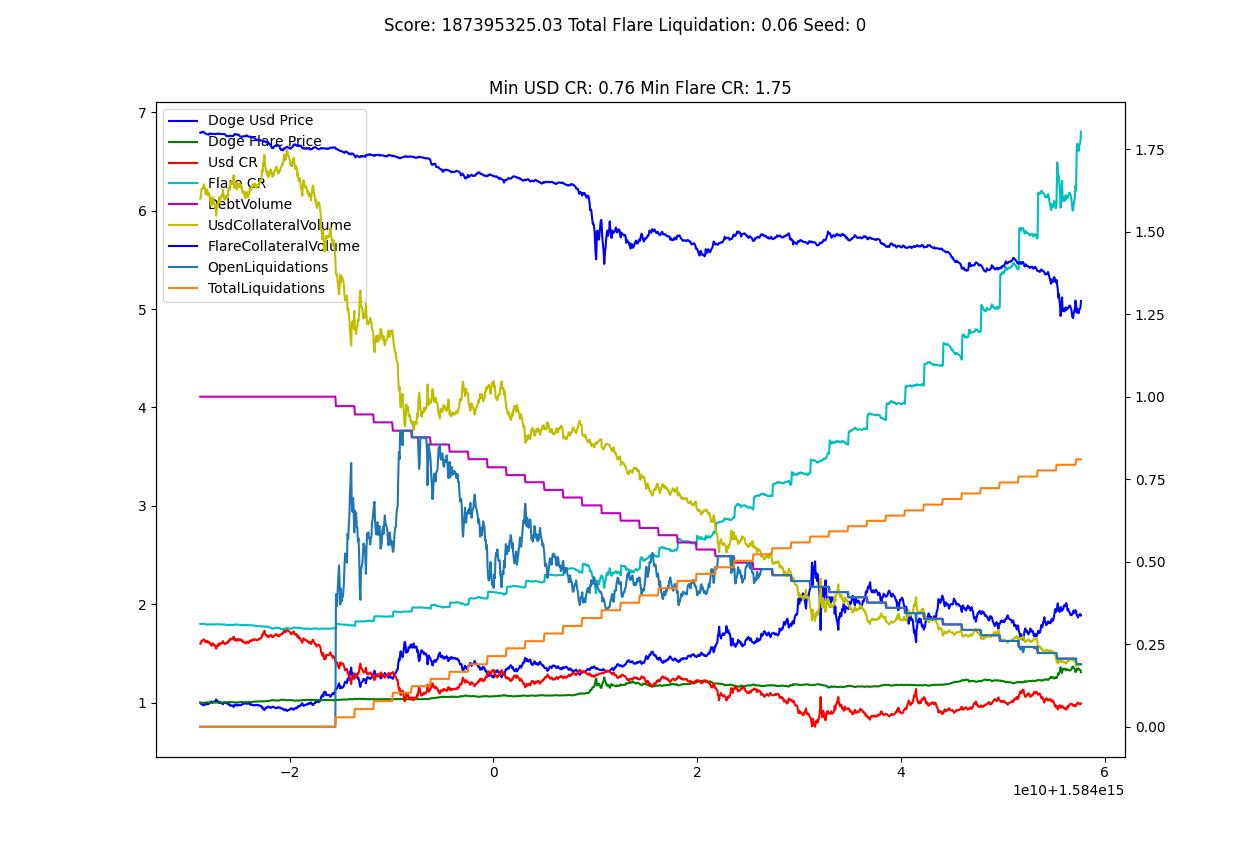 Score: 187395325.03 Total Flare Liquidation: 0.06 Seed: 0
Min USD CR: 0.76 Min Flare CR: 1.75
Doge Usd Price
Doge Flare Price
Usd CR
Flare CR
DebtVolume
UsdCollateralVolume
FlareCollateralVolume
OpenLiquidations
TotalLiquidations
7
6
5
4
3
2
1
1.75
1.50
1.25
1.00
0.75
0.50
0.25
0.00
−2
0
2
4
6
1e10+1.584e15